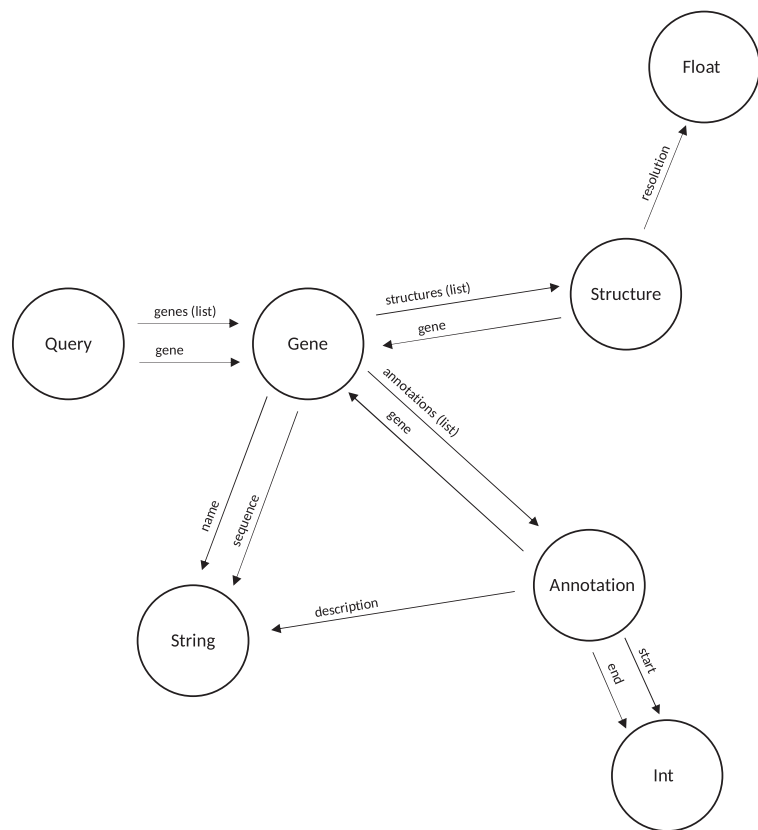 Float
resolution
Structure
structures (list)
gene
genes (list)
gene
Query
Gene
annotations (list)
gene
name
sequence
description
Annotation
String
start
end
Int